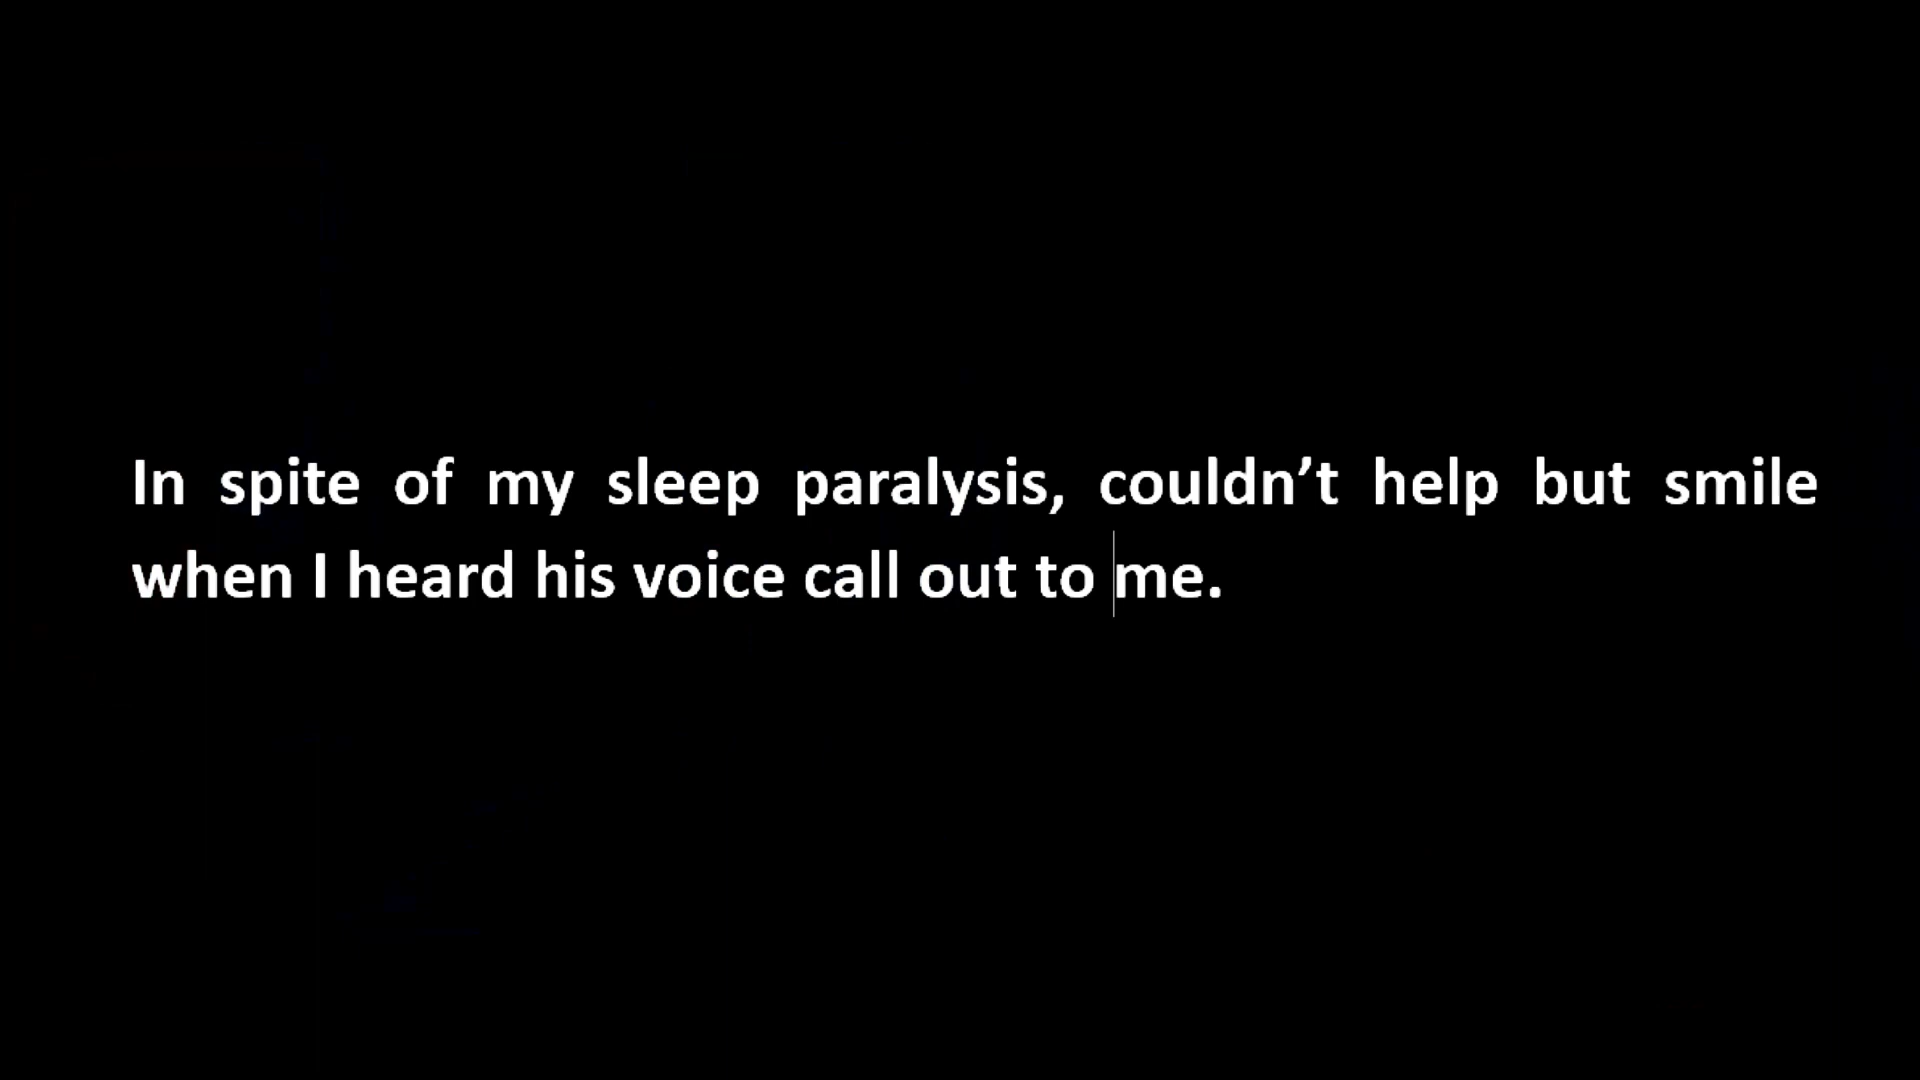 In spite of my sleep paralysis, couldn’t help but smile
when I heard his voice call out to me.